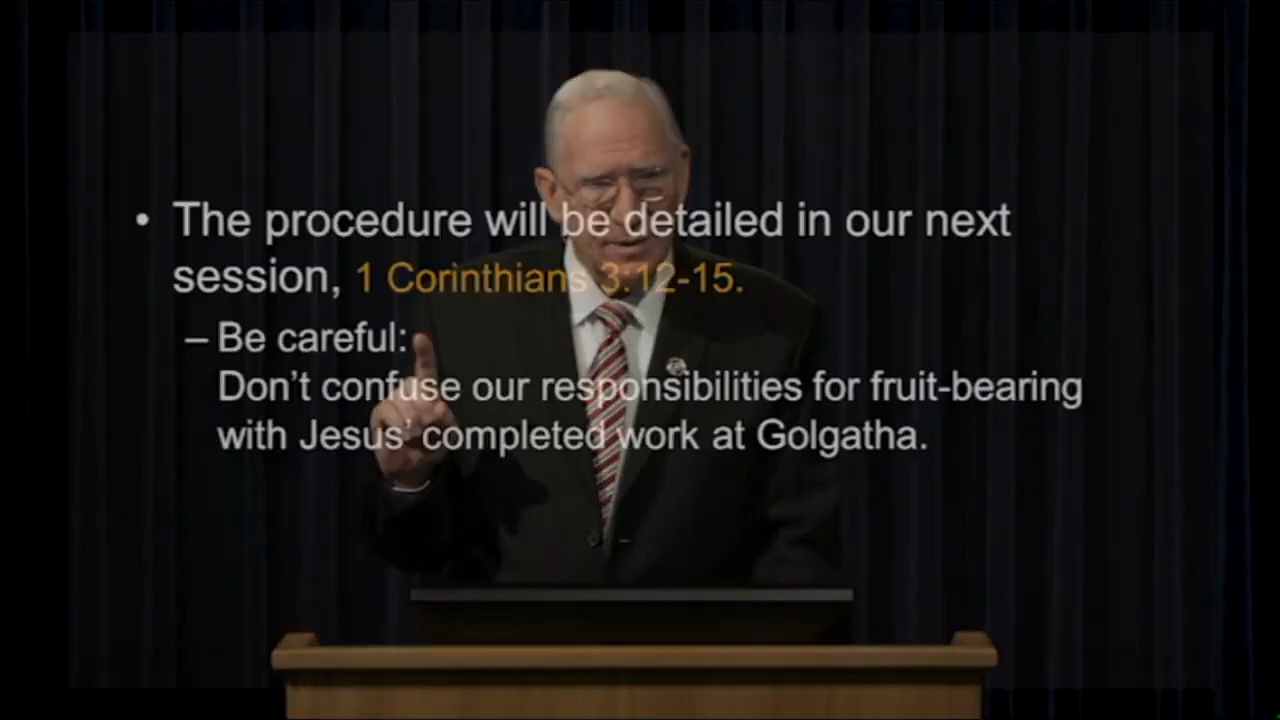 • The procedure will be detailed in our next
session, 1 Corinthians 3:12-15.
– Be careful:
Don't confuse our responsibilities for fruit-bearing
with Jesus' completed work at Golgatha.